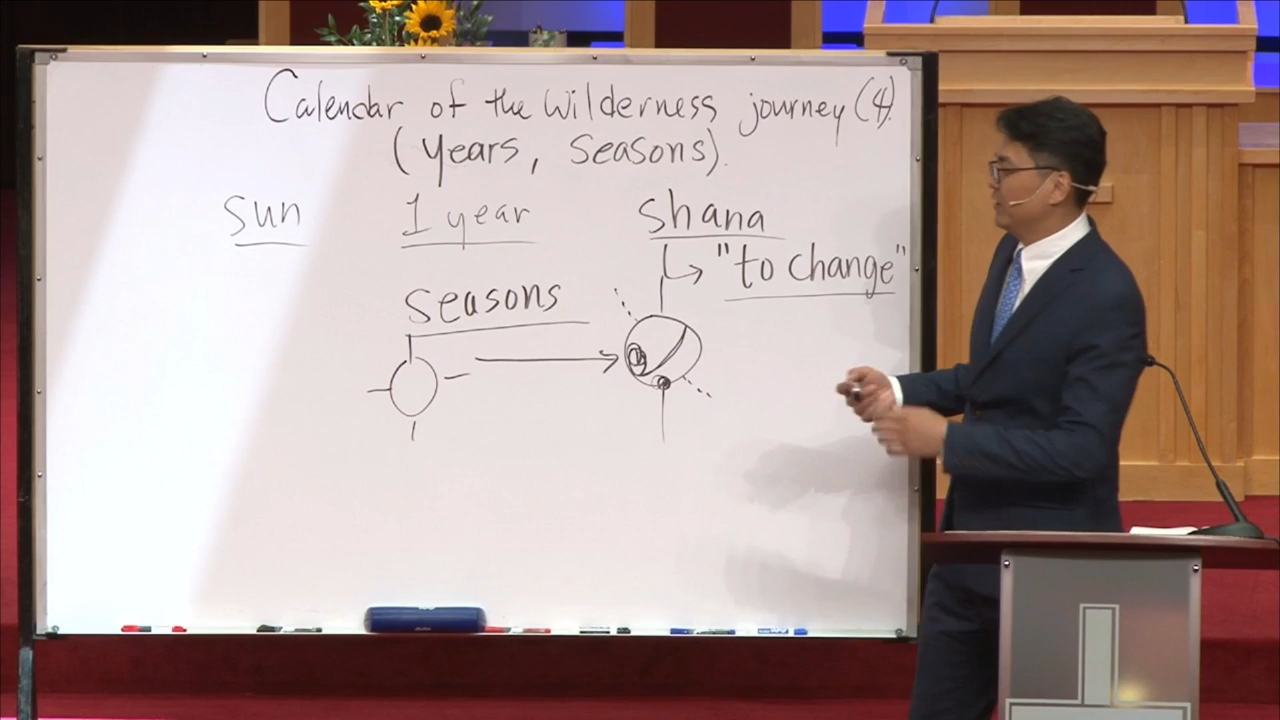 Calendar of the Wilderness journey (4).
(years, seasons).
sun 1 year shana
"to change"
seasons